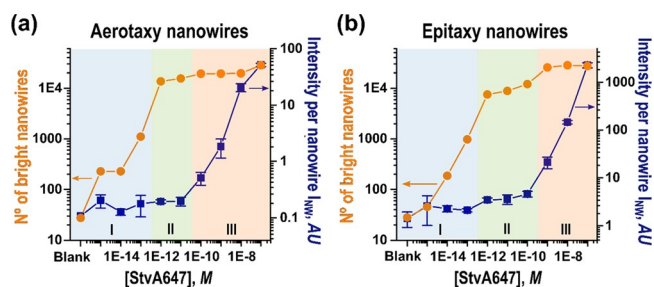 (a) Aerotaxy nanowires
Nº of bright nanowires
1E4
1000
100
10
100
10
1
0.1
Intensity per nanowire I_NW, AU
I II III
Blank 1E-14 1E-12 1E-10 1E-8
[StvA647], M
(b) Epitaxy nanowires
Nº of bright nanowires
1E4
1000
100
10
1000
100
10
1
Intensity per nanowire I_NW, AU
I II III
Blank 1E-14 1E-12 1E-10 1E-8
[StvA647], M